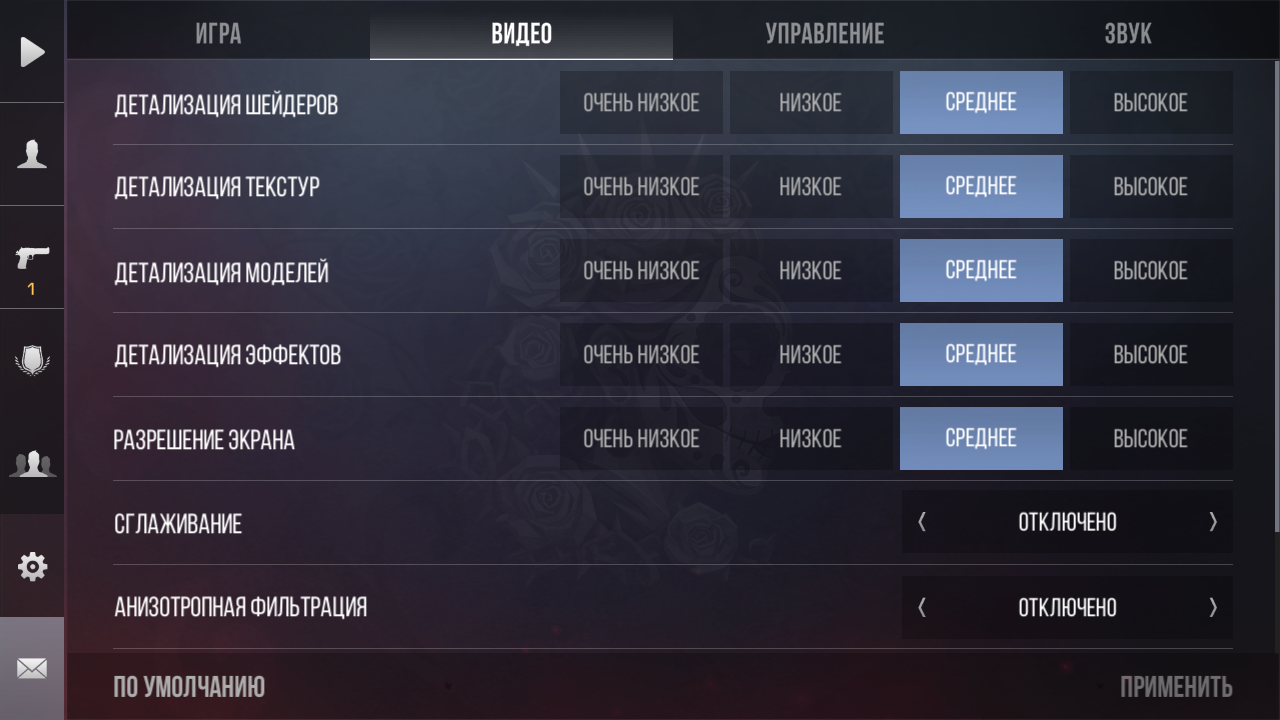 ИГРА ВИДЕО УПРАВЛЕНИЕ ЗВУК
ДЕТАЛИЗАЦИЯ ШЕЙДЕРОВ ОЧЕНЬ НИЗКОЕ НИЗКОЕ СРЕДНЕЕ ВЫСОКОЕ
ДЕТАЛИЗАЦИЯ ТЕКСТУР ОЧЕНЬ НИЗКОЕ НИЗКОЕ СРЕДНЕЕ ВЫСОКОЕ
1
ДЕТАЛИЗАЦИЯ МОДЕЛЕЙ ОЧЕНЬ НИЗКОЕ НИЗКОЕ СРЕДНЕЕ ВЫСОКОЕ
ДЕТАЛИЗАЦИЯ ЭФФЕКТОВ ОЧЕНЬ НИЗКОЕ НИЗКОЕ СРЕДНЕЕ ВЫСОКОЕ
РАЗРЕШЕНИЕ ЭКРАНА ОЧЕНЬ НИЗКОЕ НИЗКОЕ СРЕДНЕЕ ВЫСОКОЕ
СГЛАЖИВАНИЕ ОТКЛЮЧЕНО
АНИЗОТРОПНАЯ ФИЛЬТРАЦИЯ ОТКЛЮЧЕНО
ПО УМОЛЧАНИЮ ПРИМЕНИТЬ